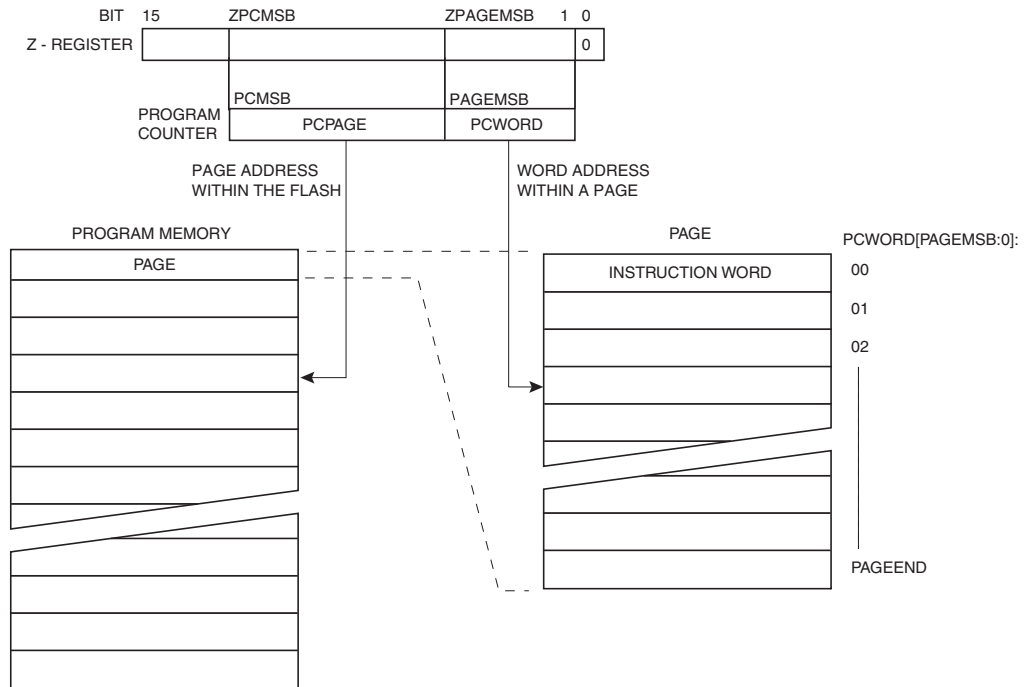 BIT 15 ZPCMSB ZPAGEMSB 1 0
Z - REGISTER 0
PCMSB PAGEMSB
PROGRAM
COUNTER
PCPAGE PCWORD
PAGE ADDRESS
WITHIN THE FLASH
WORD ADDRESS
WITHIN A PAGE
PROGRAM MEMORY
PAGE
PAGE
PCWORD[PAGEMSB:0]:
INSTRUCTION WORD
00
01
02
PAGEEND